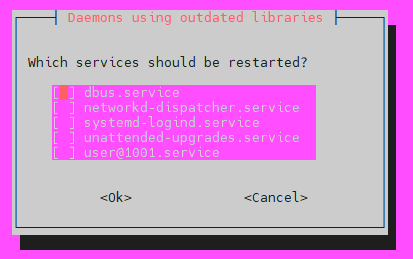 Daemons using outdated libraries
Which services should be restarted?
[ ] dbus.service
[ ] networkd-dispatcher.service
[ ] systemd-logind.service
[ ] unattended-upgrades.service
[ ] user@1001.service
<Ok> <Cancel>